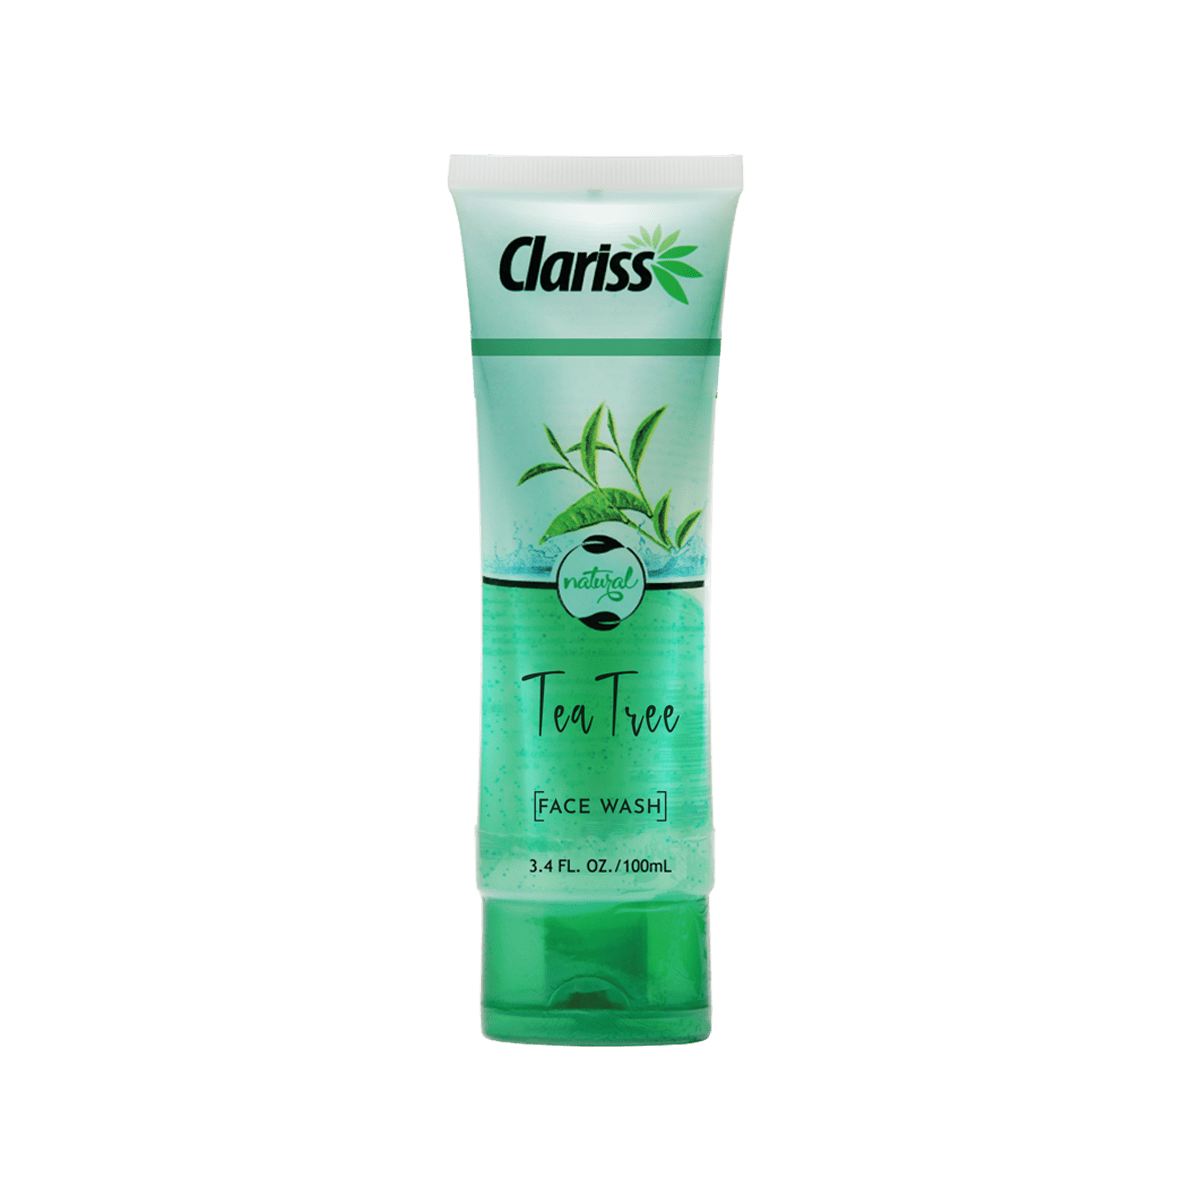 Clariss
natural
Tea Tree
[FACE WASH]
3.4 FL. OZ./100mL